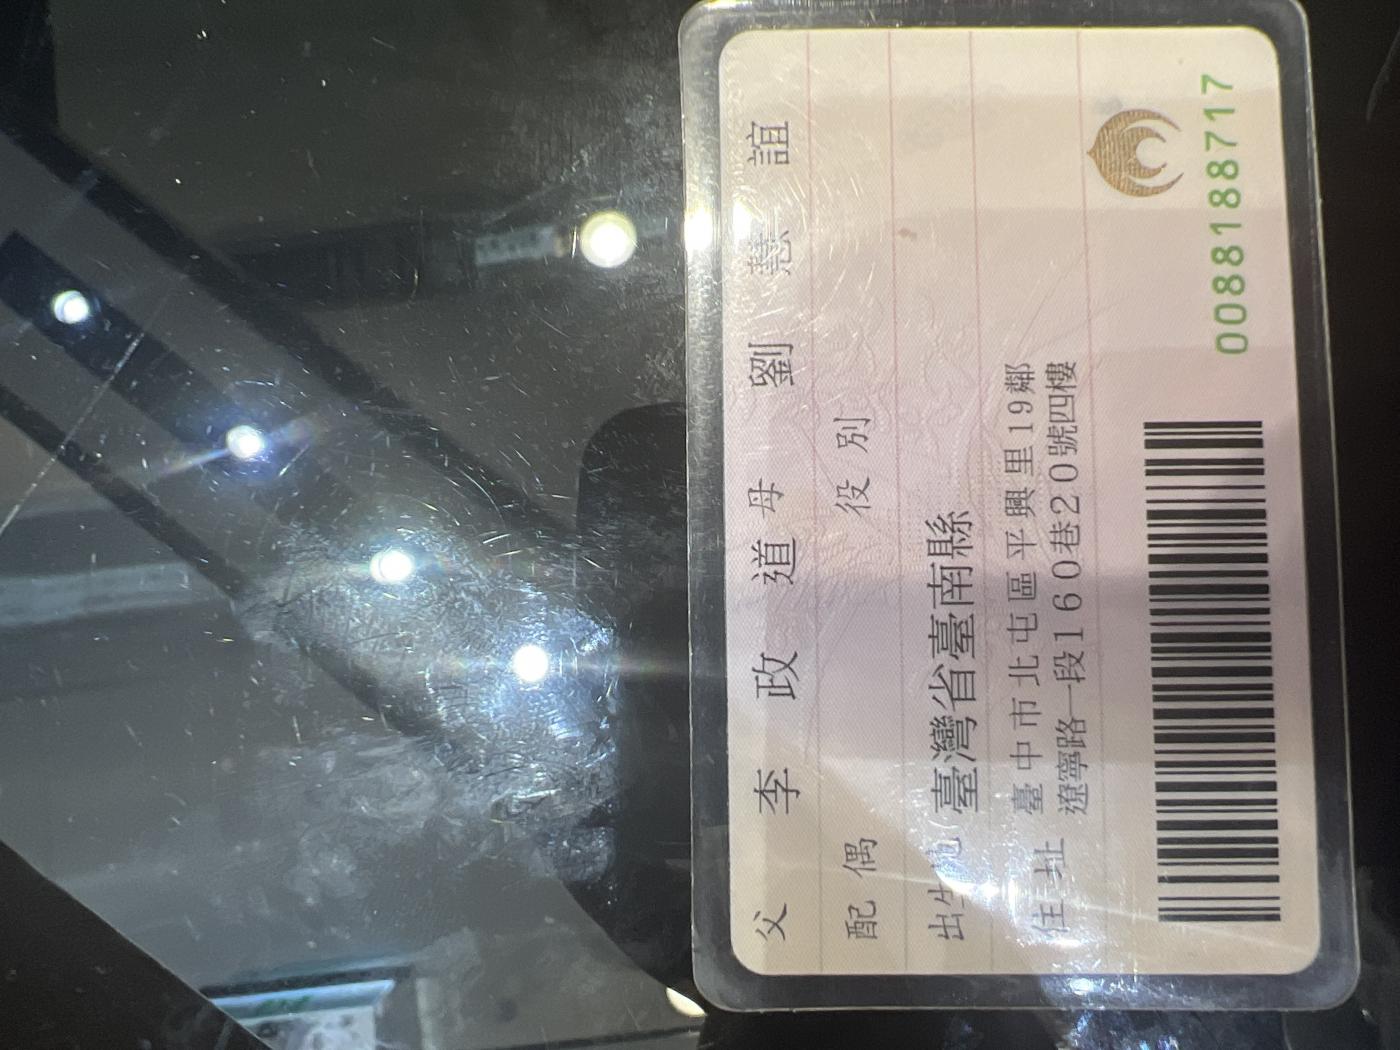 父 李政道 母 劉慧誼
配偶 役別
出生地 臺灣省臺南縣
住址 臺中市北屯區平興里19鄰
遼寧路一段160巷20號四樓
0088188717